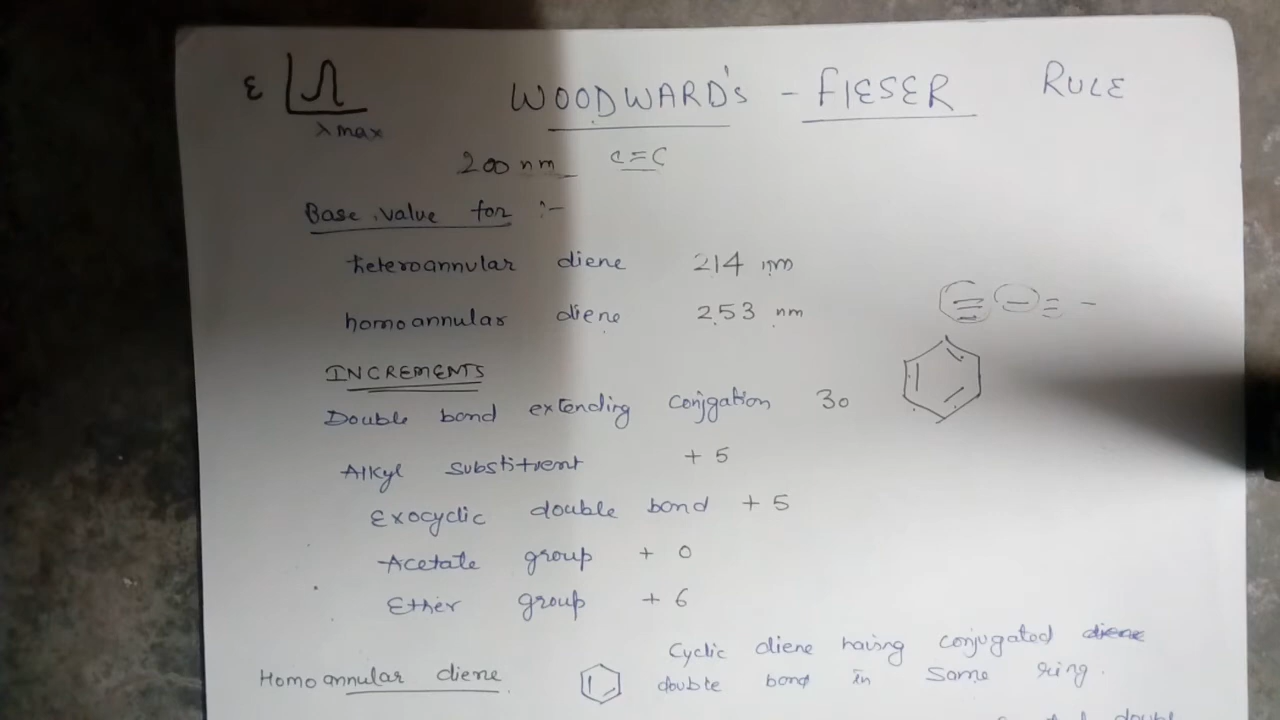 ε WOODWARD's - FIESER RULE
λ max
200 nm C=C
Base value for :-
heteroannular diene 214 nm
homoannular diene 253 nm
INCREMENTS
Double bond extending conjgation 30
Alkyl substituent + 5
Exocyclic double bond + 5
Acetate group + 0
Ether group + 6
Homoannular diene Cyclic diene having conjugated diene
double bond in same ring.